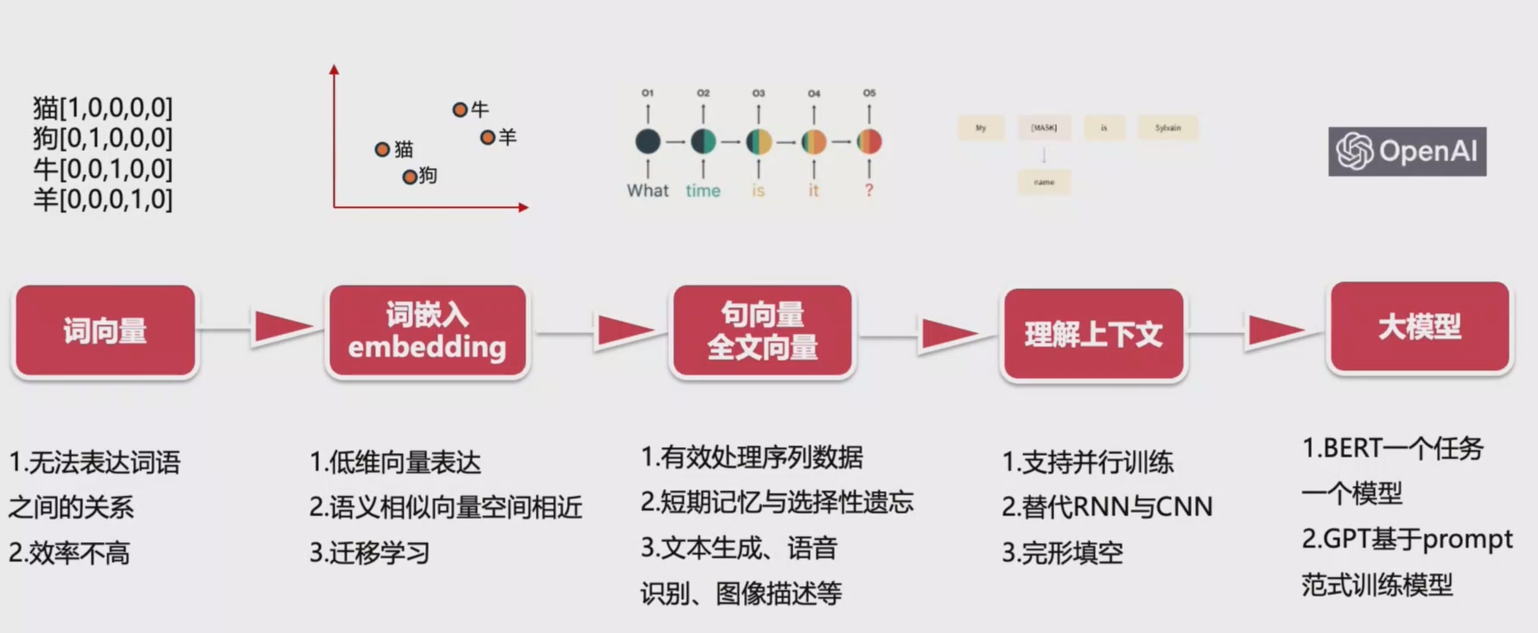 猫[1,0,0,0,0]
狗[0,1,0,0,0]
牛[0,0,1,0,0]
羊[0,0,0,1,0]
牛
羊
猫
狗
O1 O2 O3 O4 O5
What time is it ?
My [MASK] is Sylvain
name
OpenAI
词向量
词嵌入
embedding
句向量
全文向量
理解上下文
大模型
1.无法表达词语
之间的关系
2.效率不高
1.低维向量表达
2.语义相似向量空间相近
3.迁移学习
1.有效处理序列数据
2.短期记忆与选择性遗忘
3.文本生成、语音
识别、图像描述等
1.支持并行训练
2.替代RNN与CNN
3.完形填空
1.BERT一个任务
一个模型
2.GPT基于prompt
范式训练模型